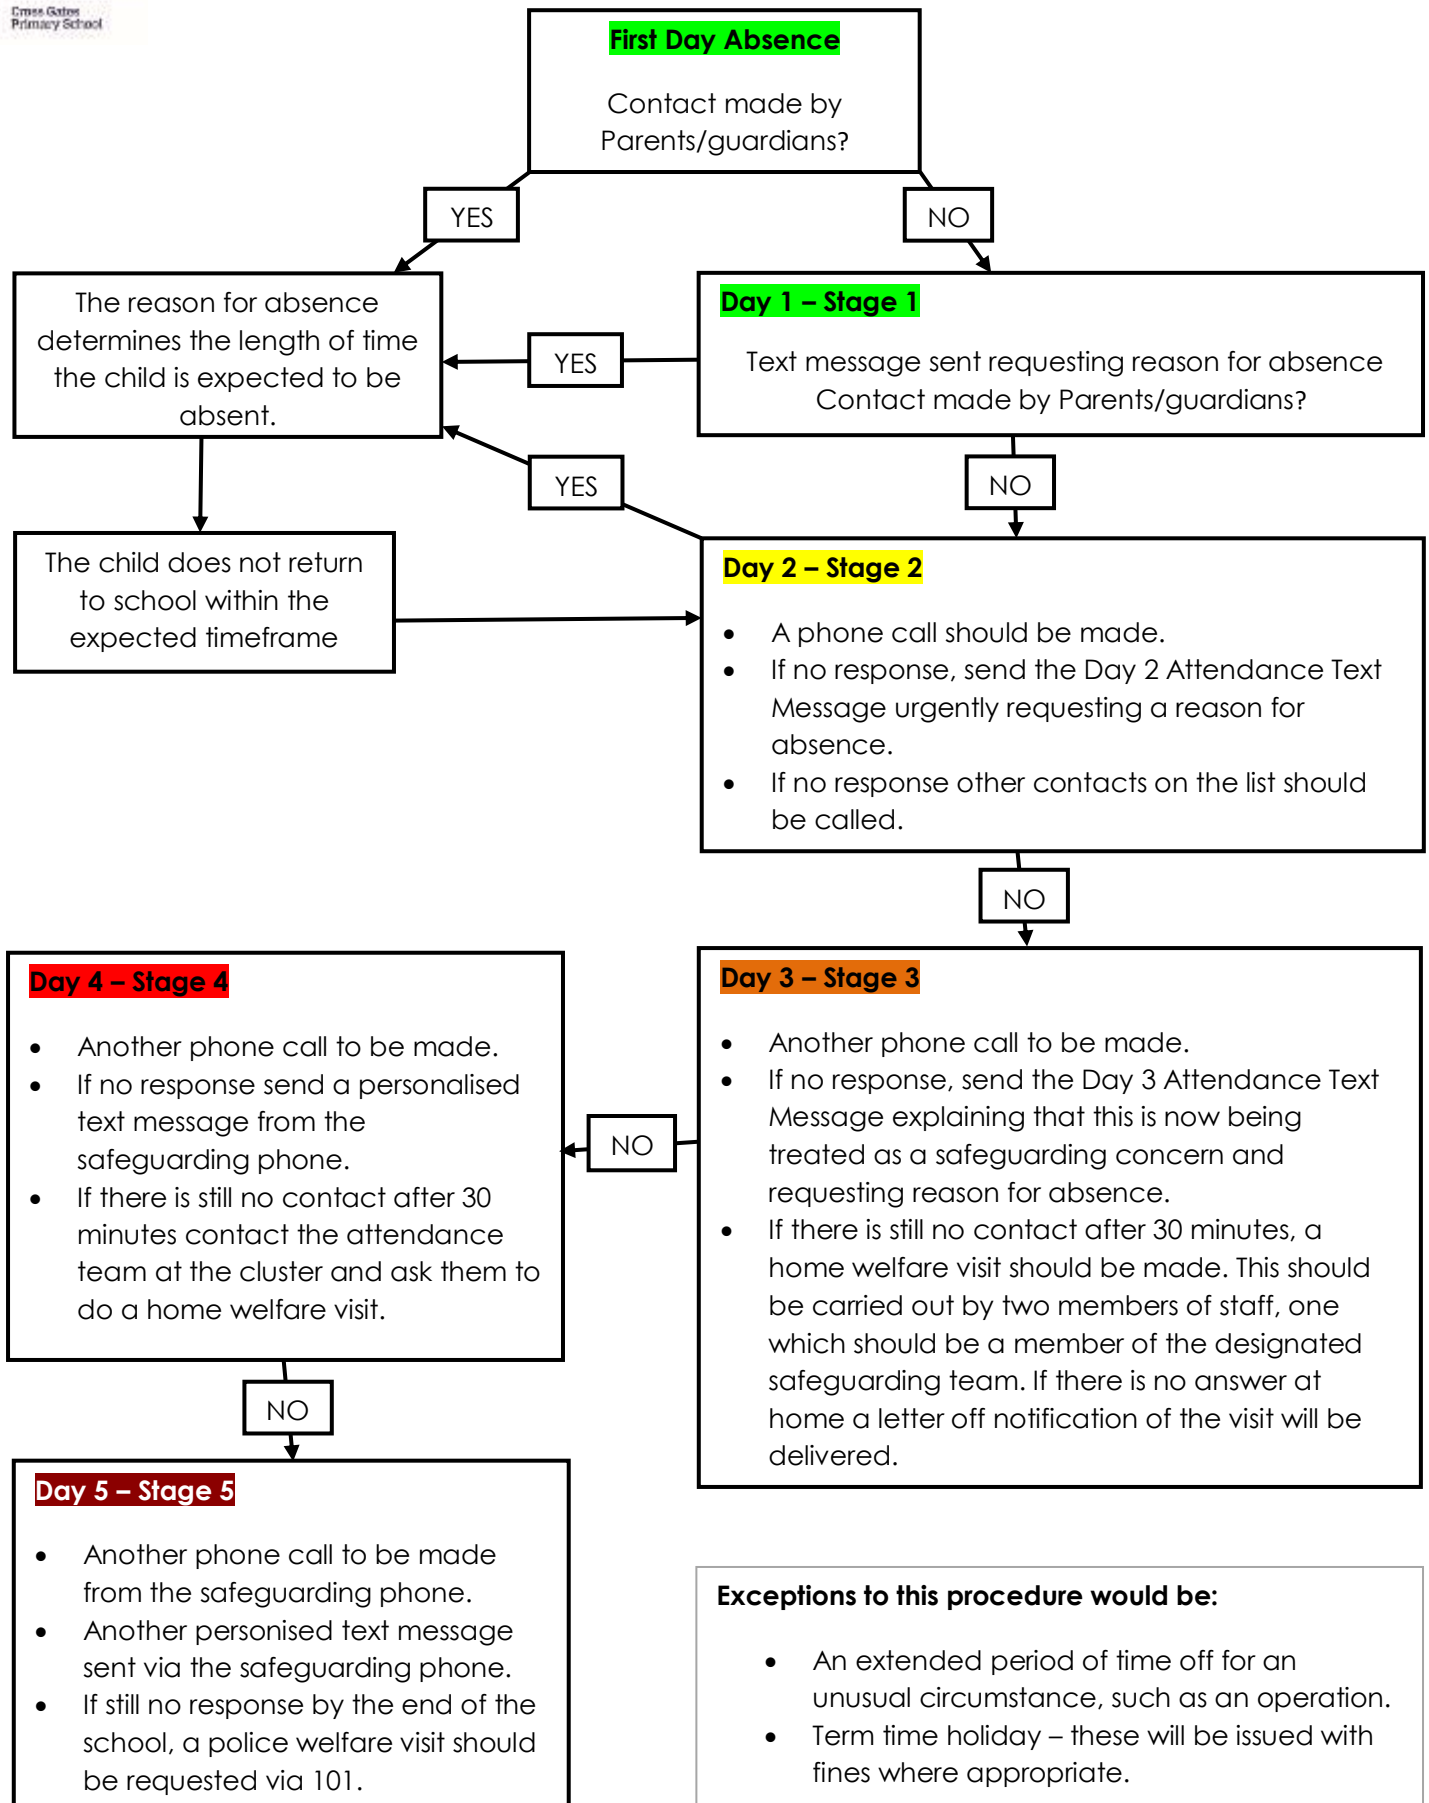 Cross Gates
Primary School
First Day Absence
Contact made by
Parents/guardians?
YES
NO
The reason for absence
determines the length of time
the child is expected to be
absent.
YES
Day 1 – Stage 1
Text message sent requesting reason for absence
Contact made by Parents/guardians?
YES
NO
The child does not return
to school within the
expected timeframe
Day 2 – Stage 2
• A phone call should be made.
• If no response, send the Day 2 Attendance Text
Message urgently requesting a reason for
absence.
• If no response other contacts on the list should
be called.
NO
Day 3 – Stage 3
• Another phone call to be made.
• If no response, send the Day 3 Attendance Text
Message explaining that this is now being
treated as a safeguarding concern and
requesting reason for absence.
• If there is still no contact after 30 minutes, a
home welfare visit should be made. This should
be carried out by two members of staff, one
which should be a member of the designated
safeguarding team. If there is no answer at
home a letter off notification of the visit will be
delivered.
NO
Day 4 – Stage 4
• Another phone call to be made.
• If no response send a personalised
text message from the
safeguarding phone.
• If there is still no contact after 30
minutes contact the attendance
team at the cluster and ask them to
do a home welfare visit.
NO
Day 5 – Stage 5
• Another phone call to be made
from the safeguarding phone.
• Another personised text message
sent via the safeguarding phone.
• If still no response by the end of the
school, a police welfare visit should
be requested via 101.
Exceptions to this procedure would be:
• An extended period of time off for an
unusual circumstance, such as an operation.
• Term time holiday – these will be issued with
fines where appropriate.